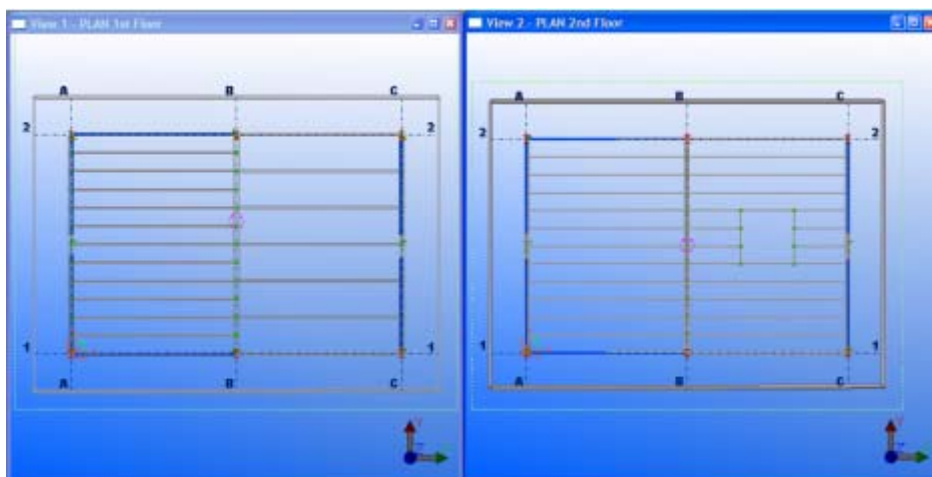 View 1 - PLAN 1st Floor
A B C
2 2
1 1
A B C
View 2 - PLAN 2nd Floor
A B C
2 2
1 1
A B C